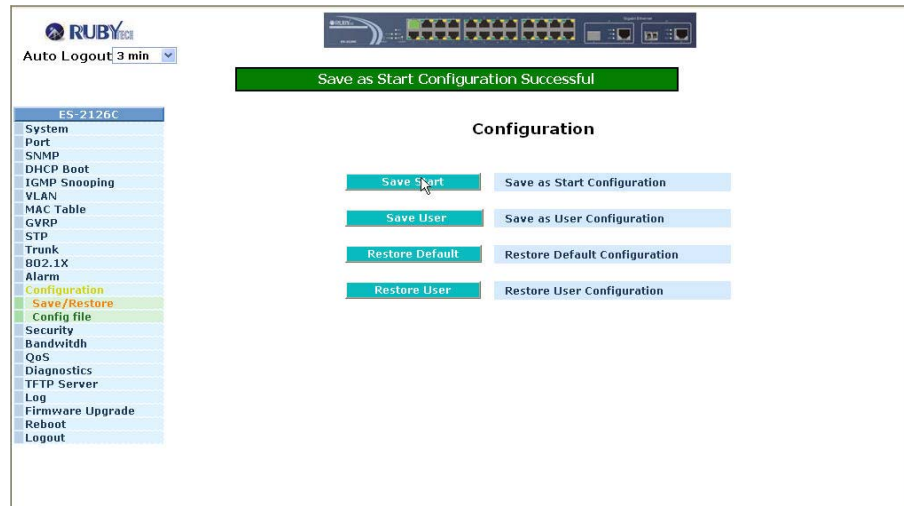 RUBYTECH
Auto Logout 3 min
Save as Start Configuration Successful
ES-2126C
System
Port
SNMP
DHCP Boot
IGMP Snooping
VLAN
MAC Table
GVRP
STP
Trunk
802.1X
Alarm
Configuration
Save/Restore
Config file
Security
Bandwitdh
QoS
Diagnostics
TFTP Server
Log
Firmware Upgrade
Reboot
Logout
Configuration
Save Start Save as Start Configuration
Save User Save as User Configuration
Restore Default Restore Default Configuration
Restore User Restore User Configuration